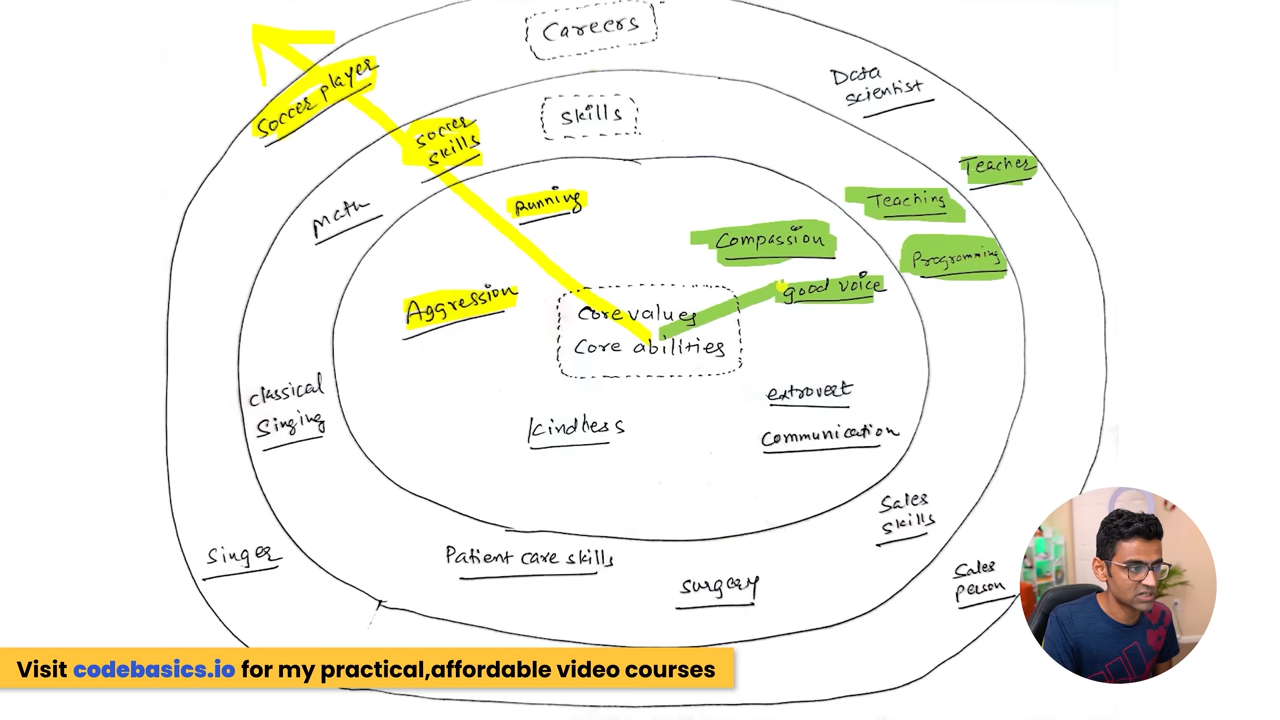 Careers
Data
scientist
Soccer player
Skills
Soccer
skills
Teacher
Teaching
Math
Running
Compassion
Programming
Aggression
good voice
Core values
Core abilities
Classical
Singing
extrovert
Kindness
Communication
Sales
skills
Singer
Patient care skills
Surgery
Sales
person
Visit codebasics.io for my practical,affordable video courses